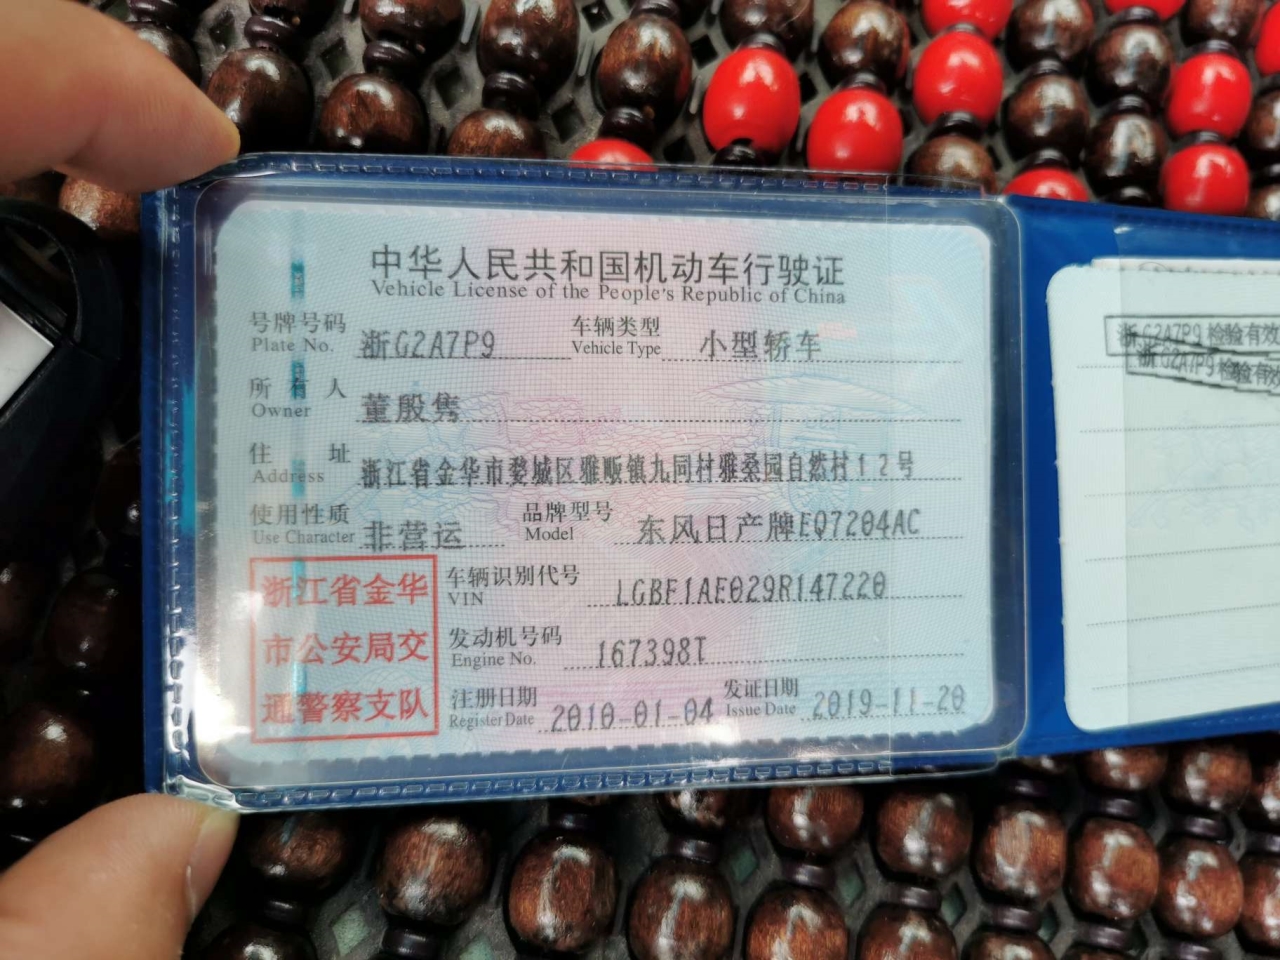 中华人民共和国机动车行驶证
Vehicle License of the People's Republic of China
号牌号码 浙G2A7P9 车辆类型 小型轿车
Plate No. Vehicle Type
所有人 董殷隽
Owner
住址 浙江省金华市婺城区雅畈镇九同村雅桑园自然村12号
Address
使用性质 非营运 品牌型号 东风日产牌EQ7204AC
Use Character Model
车辆识别代号 LGBF1AE029R147220
VIN
发动机号码 167398T
Engine No.
注册日期 2010-01-04 发证日期 2019-11-20
Register Date Issue Date
浙江省金华
市公安局交
通警察支队
浙G2A7P9检验有效
浙G2A7P9检验有效